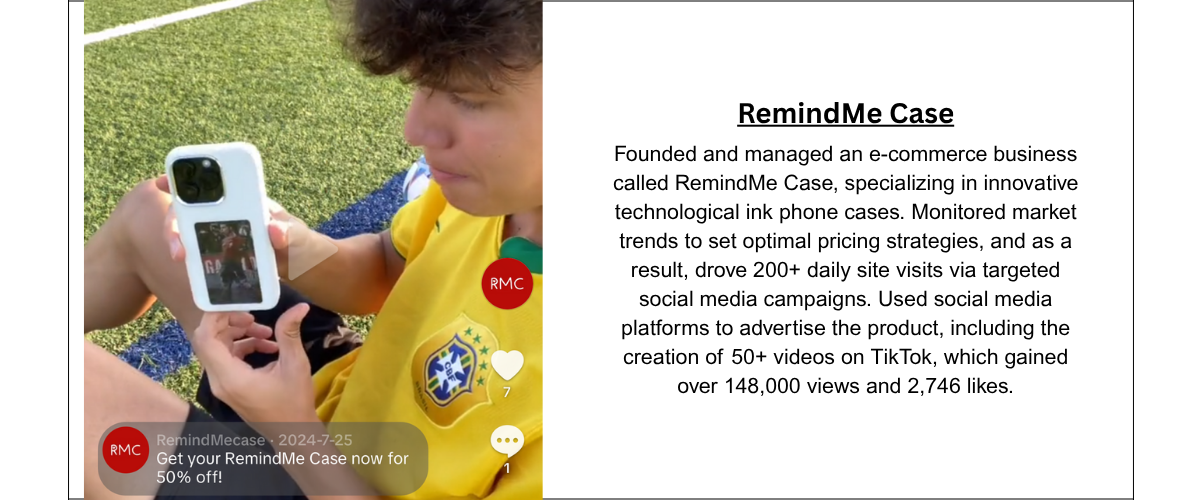 RMC
7
1
RMC
RemindMecase · 2024-7-25
Get your RemindMe Case now for
50% off!
CBF
RemindMe Case
Founded and managed an e-commerce business
called RemindMe Case, specializing in innovative
technological ink phone cases. Monitored market
trends to set optimal pricing strategies, and as a
result, drove 200+ daily site visits via targeted
social media campaigns. Used social media
platforms to advertise the product, including the
creation of 50+ videos on TikTok, which gained
over 148,000 views and 2,746 likes.